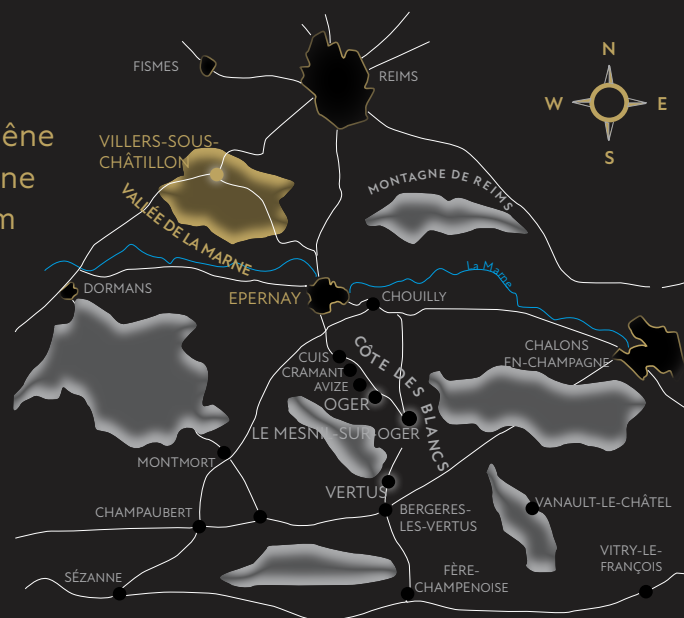 N
FISMES
REIMS
W
E
S
êne
ne
m
VILLERS-SOUS-
CHÂTILLON
MONTAGNE DE REIMS
VALLÉE DE LA MARNE
La Marne
DORMANS
EPERNAY
CHOUILLY
CHALONS
EN-CHAMPAGNE
CÔTE DES BLANCS
CUIS
CRAMANT
AVIZE
OGER
LE MESNIL-SUR-OGER
MONTMORT
VERTUS
CHAMPAUBERT
BERGERES-
LES-VERTUS
VANAULT-LE-CHÂTEL
VITRY-LE-
FRANÇOIS
SÉZANNE
FÈRE-
CHAMPENOISE